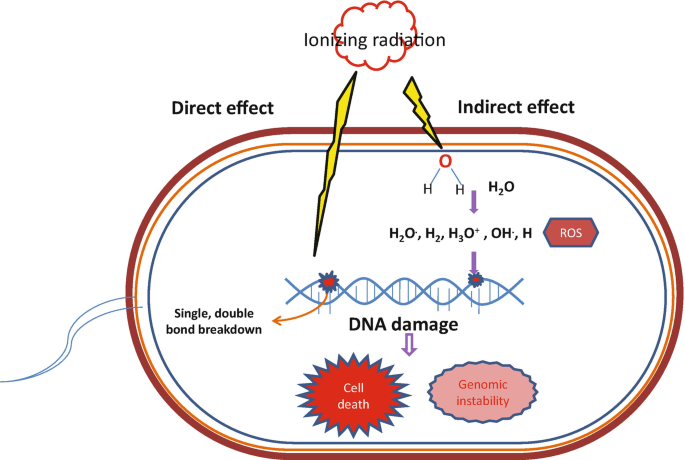 Ionizing radiation
Direct effect
Indirect effect
O
H H
H₂O
H₂O·, H₂, H₃O⁺ , OH·, H
ROS
Single, double
bond breakdown
DNA damage
Cell
death
Genomic
instability